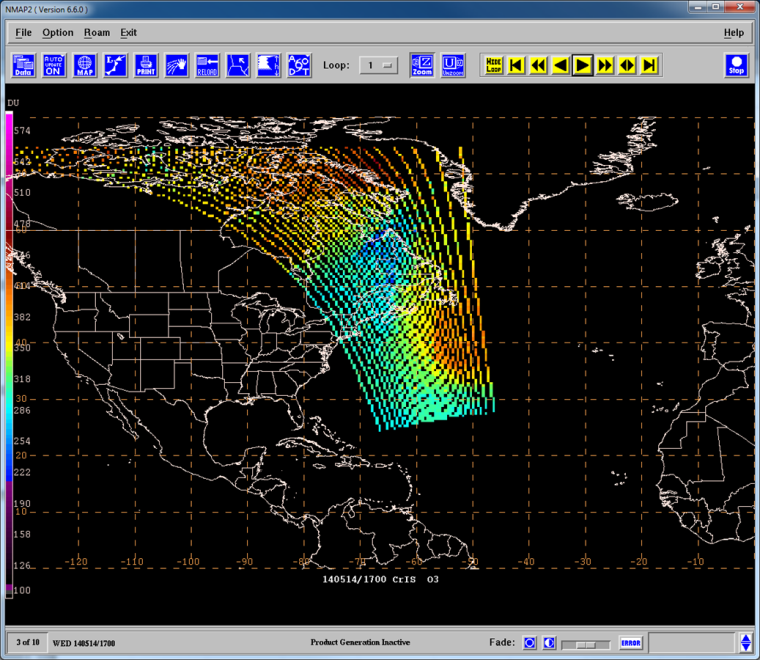 NMAP2 ( Version 6.6.0 )
File Option Roam Exit Help
Data AUTO UPDATE ON MAP PRINT RELOAD Loop: 1 Zoom UNZOOM HIDE LOOP Stop
DU
574
510
478
382
350
40
318
30
286
254
20
222
190
10
158
-120 -110 -100 -90 -80 -70 -60 -50 -40 -30 -20 -10
126
140514/1700 CrIS O3
100
3 of 10 WED 140514/1700 Product Generation Inactive Fade: ERROR